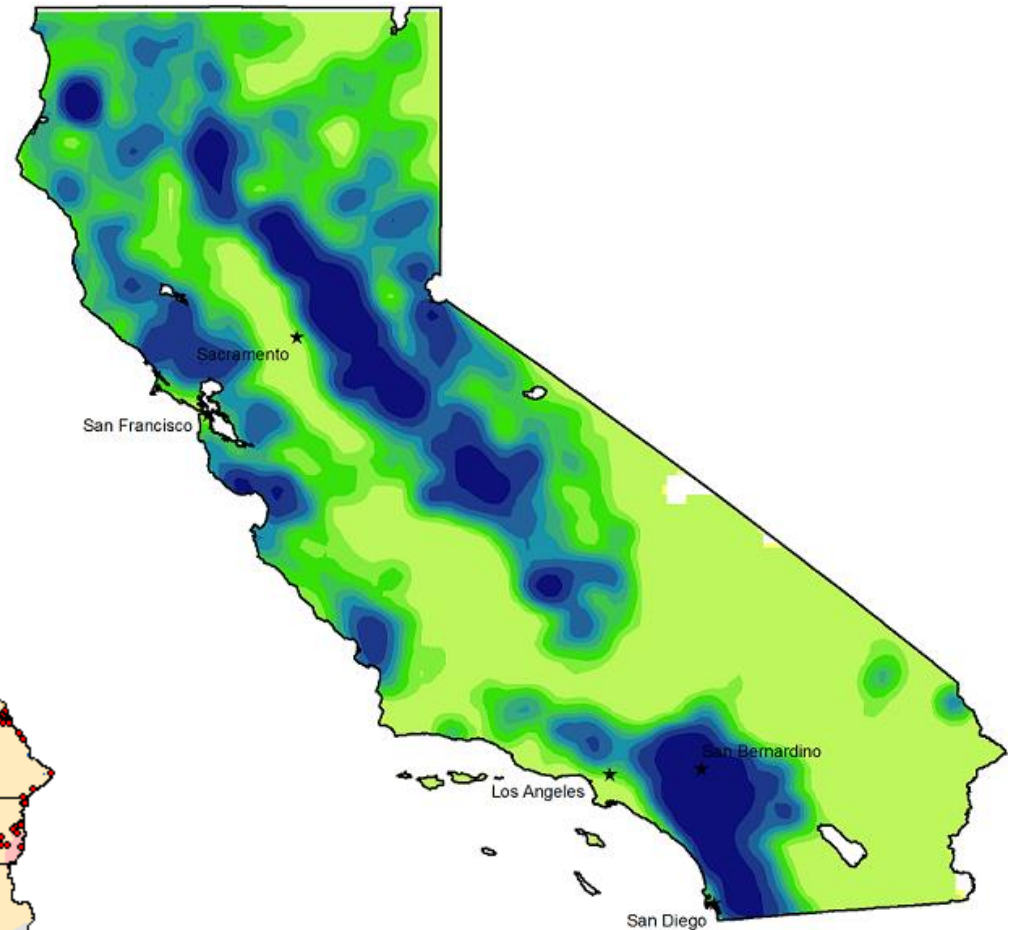 Sacramento
San Francisco
San Bernardino
Los Angeles
San Diego